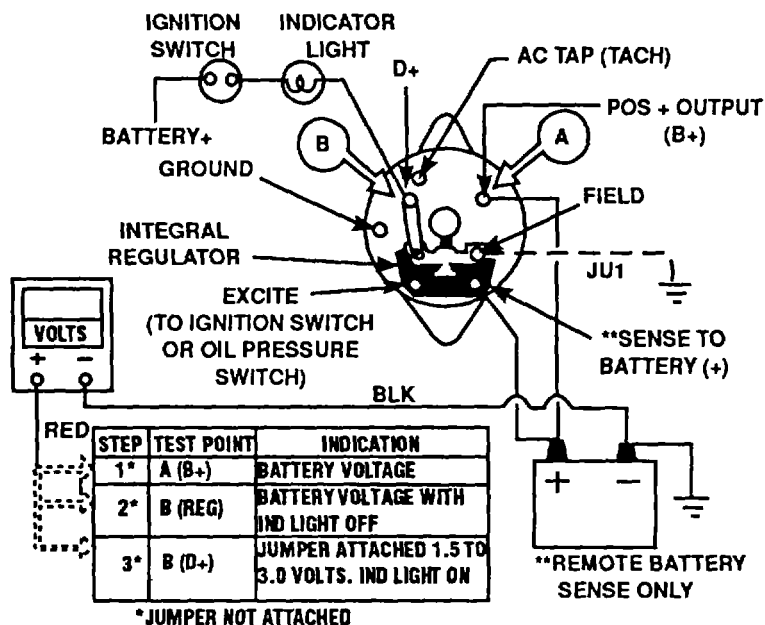 IGNITION
SWITCH
INDICATOR
LIGHT
D+
AC TAP (TACH)
POS + OUTPUT
(B+)
BATTERY+
B
A
GROUND
FIELD
INTEGRAL
REGULATOR
JU1
EXCITE
(TO IGNITION SWITCH
OR OIL PRESSURE
SWITCH)
**SENSE TO
BATTERY (+)
VOLTS
+ −
BLK
RED
STEP TEST POINT INDICATION
1* A (B+) BATTERY VOLTAGE
2* B (REG) BATTERY VOLTAGE WITH
IND LIGHT OFF
3* B (D+) JUMPER ATTACHED 1.5 TO
3.0 VOLTS. IND LIGHT ON
+ −
**REMOTE BATTERY
SENSE ONLY
*JUMPER NOT ATTACHED